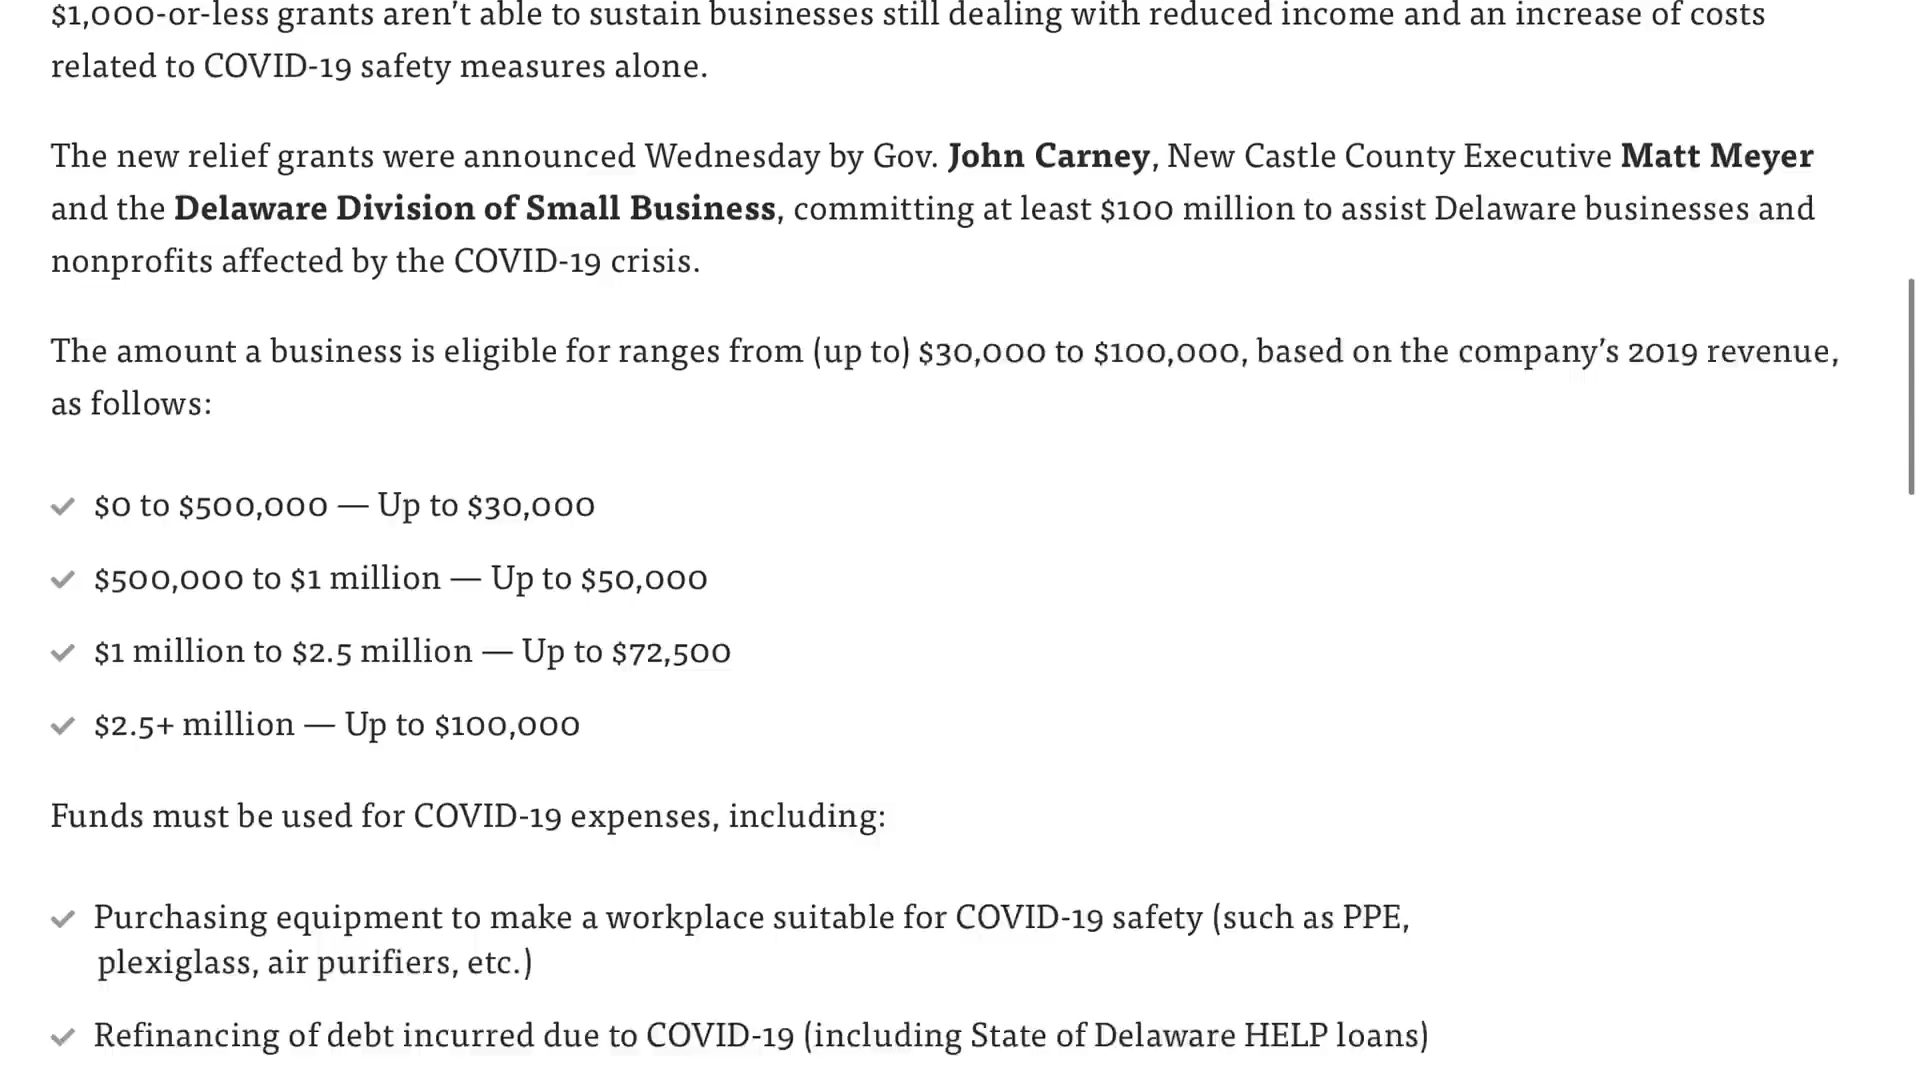 $1,000-or-less grants aren’t able to sustain businesses still dealing with reduced income and an increase of costs
related to COVID-19 safety measures alone.
The new relief grants were announced Wednesday by Gov. John Carney, New Castle County Executive Matt Meyer
and the Delaware Division of Small Business, committing at least $100 million to assist Delaware businesses and
nonprofits affected by the COVID-19 crisis.
The amount a business is eligible for ranges from (up to) $30,000 to $100,000, based on the company’s 2019 revenue,
as follows:
$0 to $500,000 — Up to $30,000
$500,000 to $1 million — Up to $50,000
$1 million to $2.5 million — Up to $72,500
$2.5+ million — Up to $100,000
Funds must be used for COVID-19 expenses, including:
Purchasing equipment to make a workplace suitable for COVID-19 safety (such as PPE,
plexiglass, air purifiers, etc.)
Refinancing of debt incurred due to COVID-19 (including State of Delaware HELP loans)